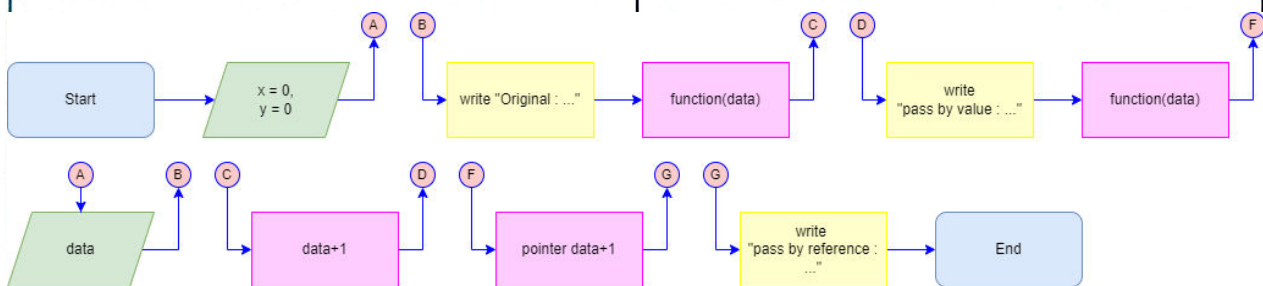 A
B
C
D
F
Start
x = 0,
y = 0
write "Original : ..."
function(data)
write
"pass by value : ..."
function(data)
A
B
C
D
F
G
G
data
data+1
pointer data+1
write
"pass by reference :
..."
End